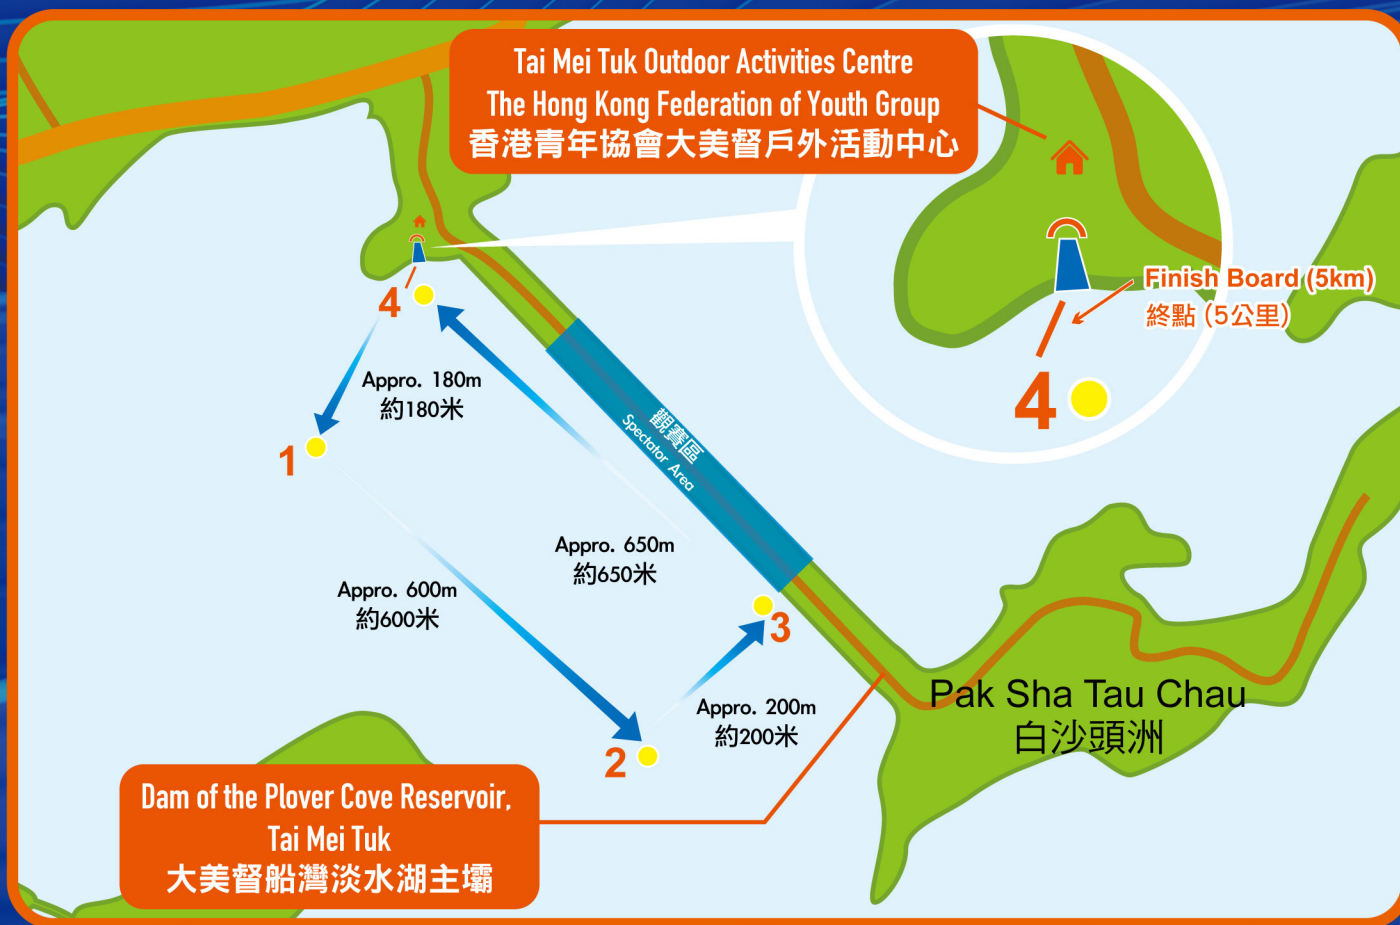 Tai Mei Tuk Outdoor Activities Centre
The Hong Kong Federation of Youth Group
香港青年協會大美督戶外活動中心
Finish Board (5km)
終點 (5公里)
4
4
Appro. 180m
約180米
1
觀賽區
Spectator Area
Appro. 650m
約650米
Appro. 600m
約600米
3
Appro. 200m
約200米
2
Pak Sha Tau Chau
白沙頭洲
Dam of the Plover Cove Reservoir,
Tai Mei Tuk
大美督船灣淡水湖主壩